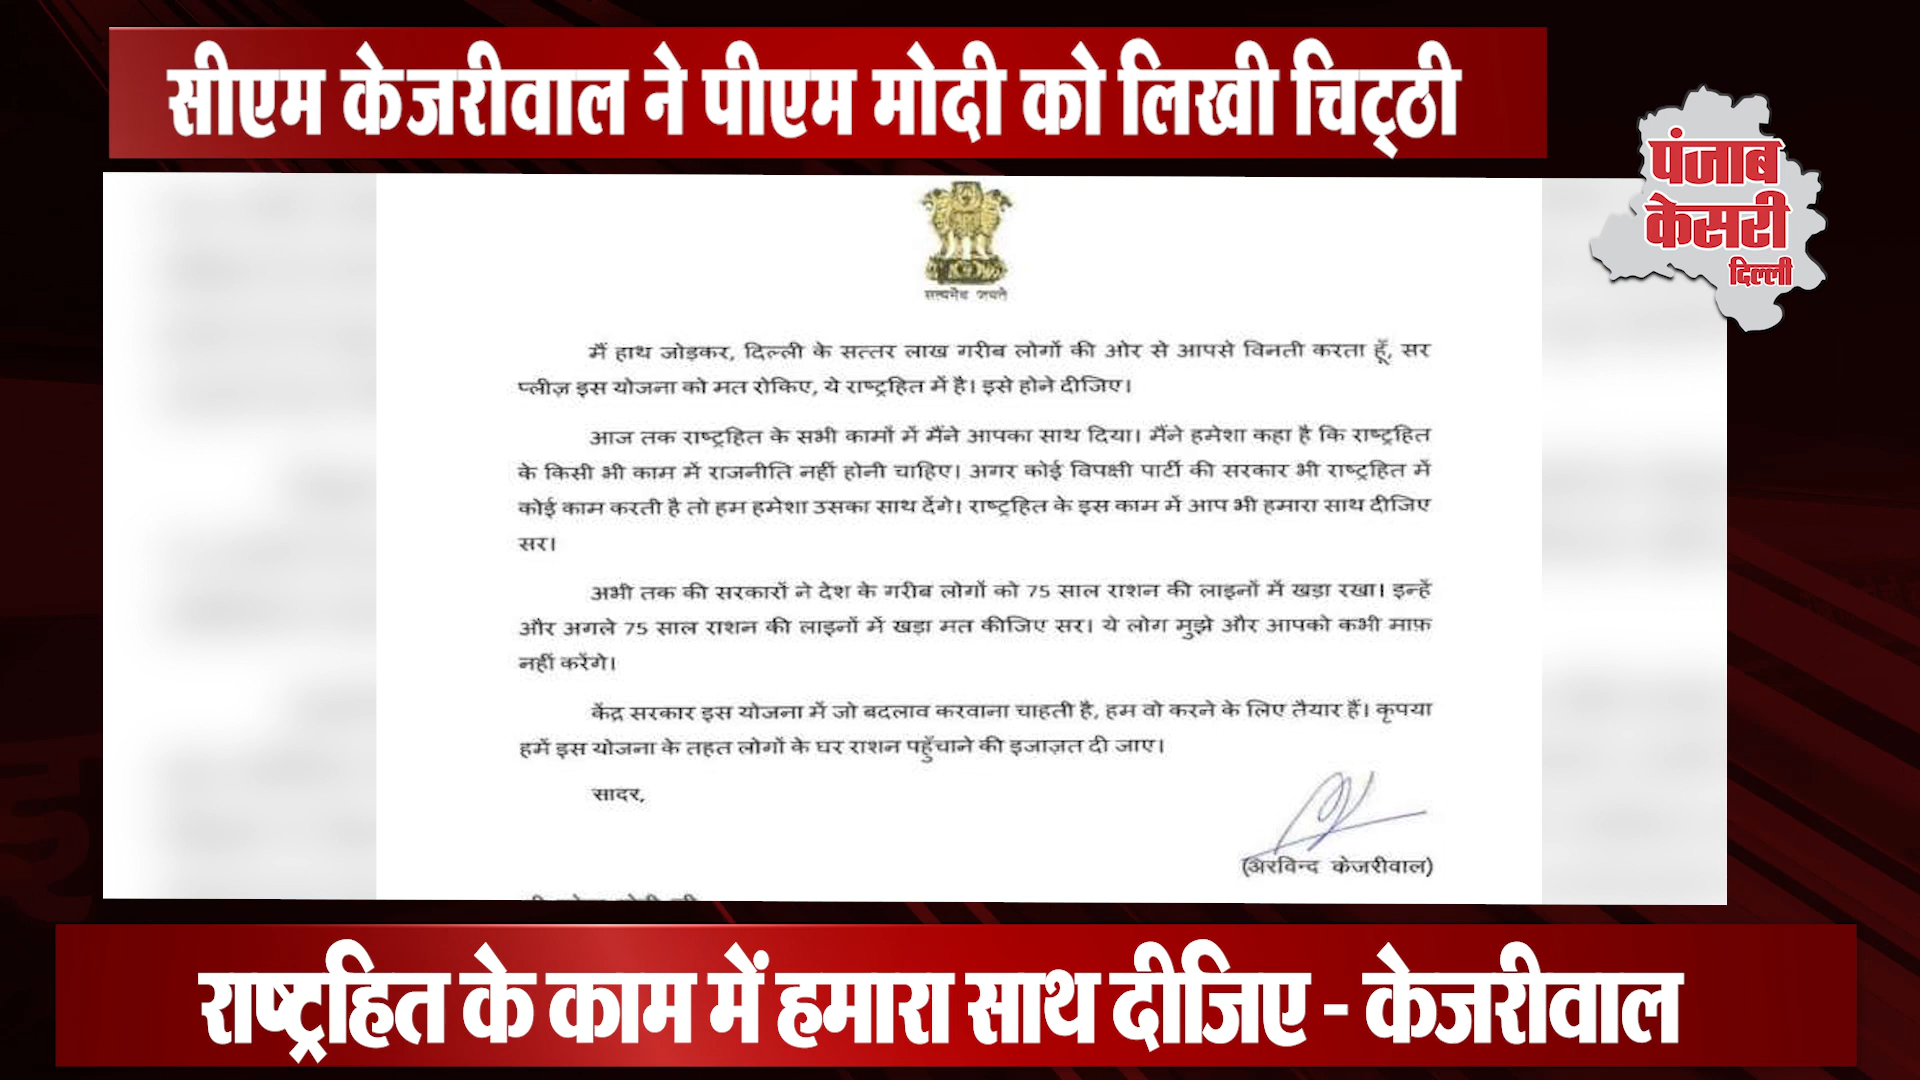 सीएम केजरीवाल ने पीएम मोदी को लिखी चिट्ठी
पंजाब
केसरी
दिल्ली
सत्यमेव जयते
मैं हाथ जोड़कर, दिल्ली के सत्तर लाख गरीब लोगों की ओर से आपसे विनती करता हूँ, सर
प्लीज़ इस योजना को मत रोकिए, ये राष्ट्रहित में है। इसे होने दीजिए।
आज तक राष्ट्रहित के सभी कामों में मैंने आपका साथ दिया। मैंने हमेशा कहा है कि राष्ट्रहित
के किसी भी काम में राजनीति नहीं होनी चाहिए। अगर कोई विपक्षी पार्टी की सरकार भी राष्ट्रहित में
कोई काम करती है तो हम हमेशा उसका साथ देंगे। राष्ट्रहित के इस काम में आप भी हमारा साथ दीजिए
सर।
अभी तक की सरकारों ने देश के गरीब लोगों को 75 साल राशन की लाइनों में खड़ा रखा। इन्हें
और अगले 75 साल राशन की लाइनों में खड़ा मत कीजिए सर। ये लोग मुझे और आपको कभी माफ़
नहीं करेंगे।
केंद्र सरकार इस योजना में जो बदलाव करवाना चाहती है, हम वो करने के लिए तैयार हैं। कृपया
हमें इस योजना के तहत लोगों के घर राशन पहुँचाने की इजाज़त दी जाए।
सादर,
(अरविन्द केजरीवाल)
राष्ट्रहित के काम में हमारा साथ दीजिए - केजरीवाल